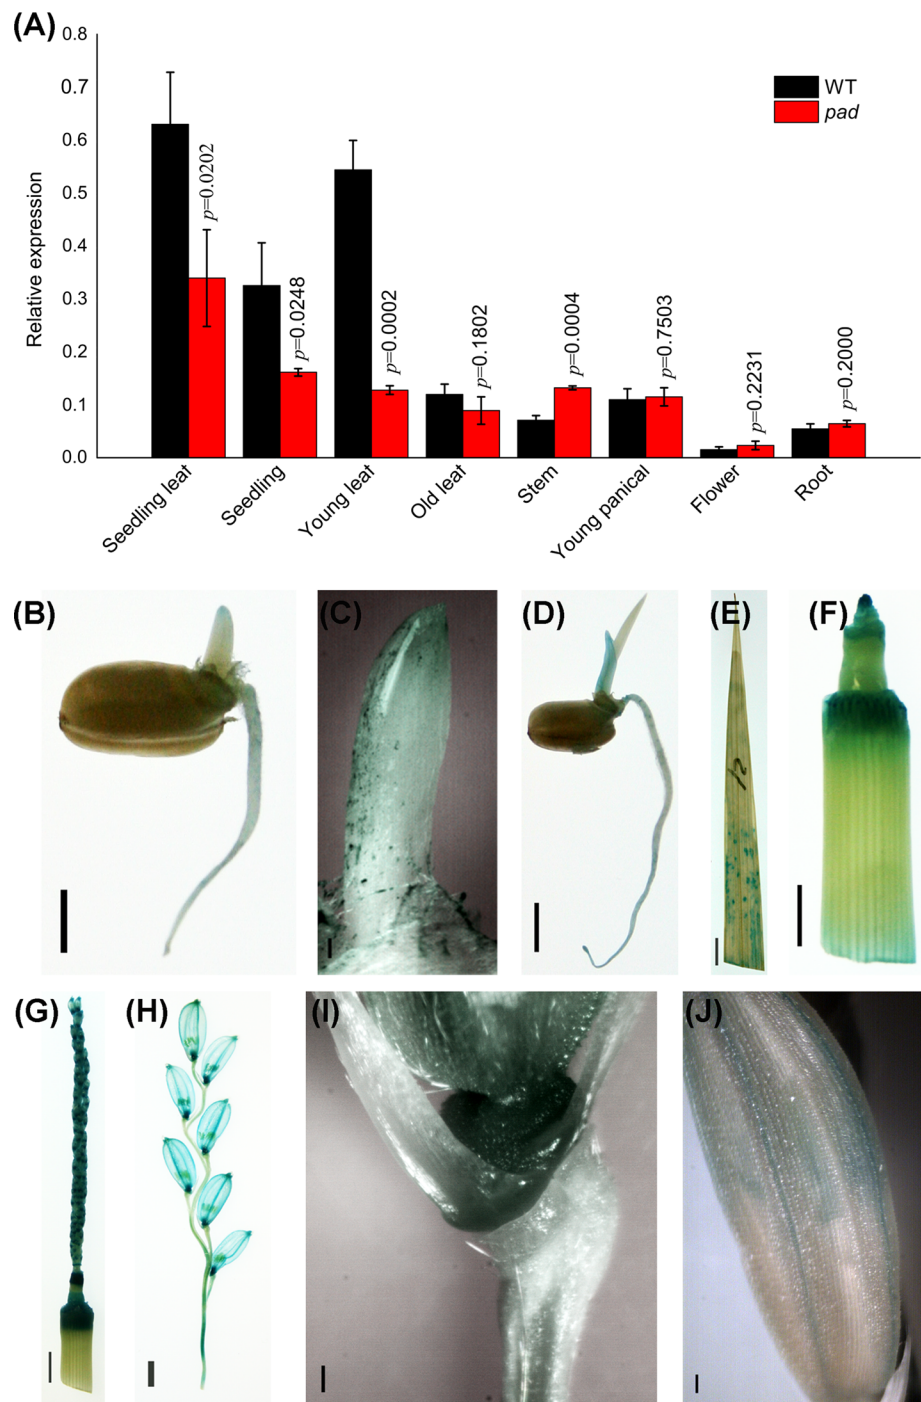 (A)
0.8
0.7
0.6
0.5
0.4
0.3
0.2
0.1
0.0
Relative expression
WT
pad
p=0.0202
p=0.0248
p=0.0002
p=0.1802
p=0.0004
p=0.7503
p=0.2231
p=0.2000
Seedling leaf
Seedling
Young leaf
Old leaf
Stem
Young panical
Flower
Root
(B)
(C)
(D)
(E)
(F)
12
(G)
(H)
(I)
(J)